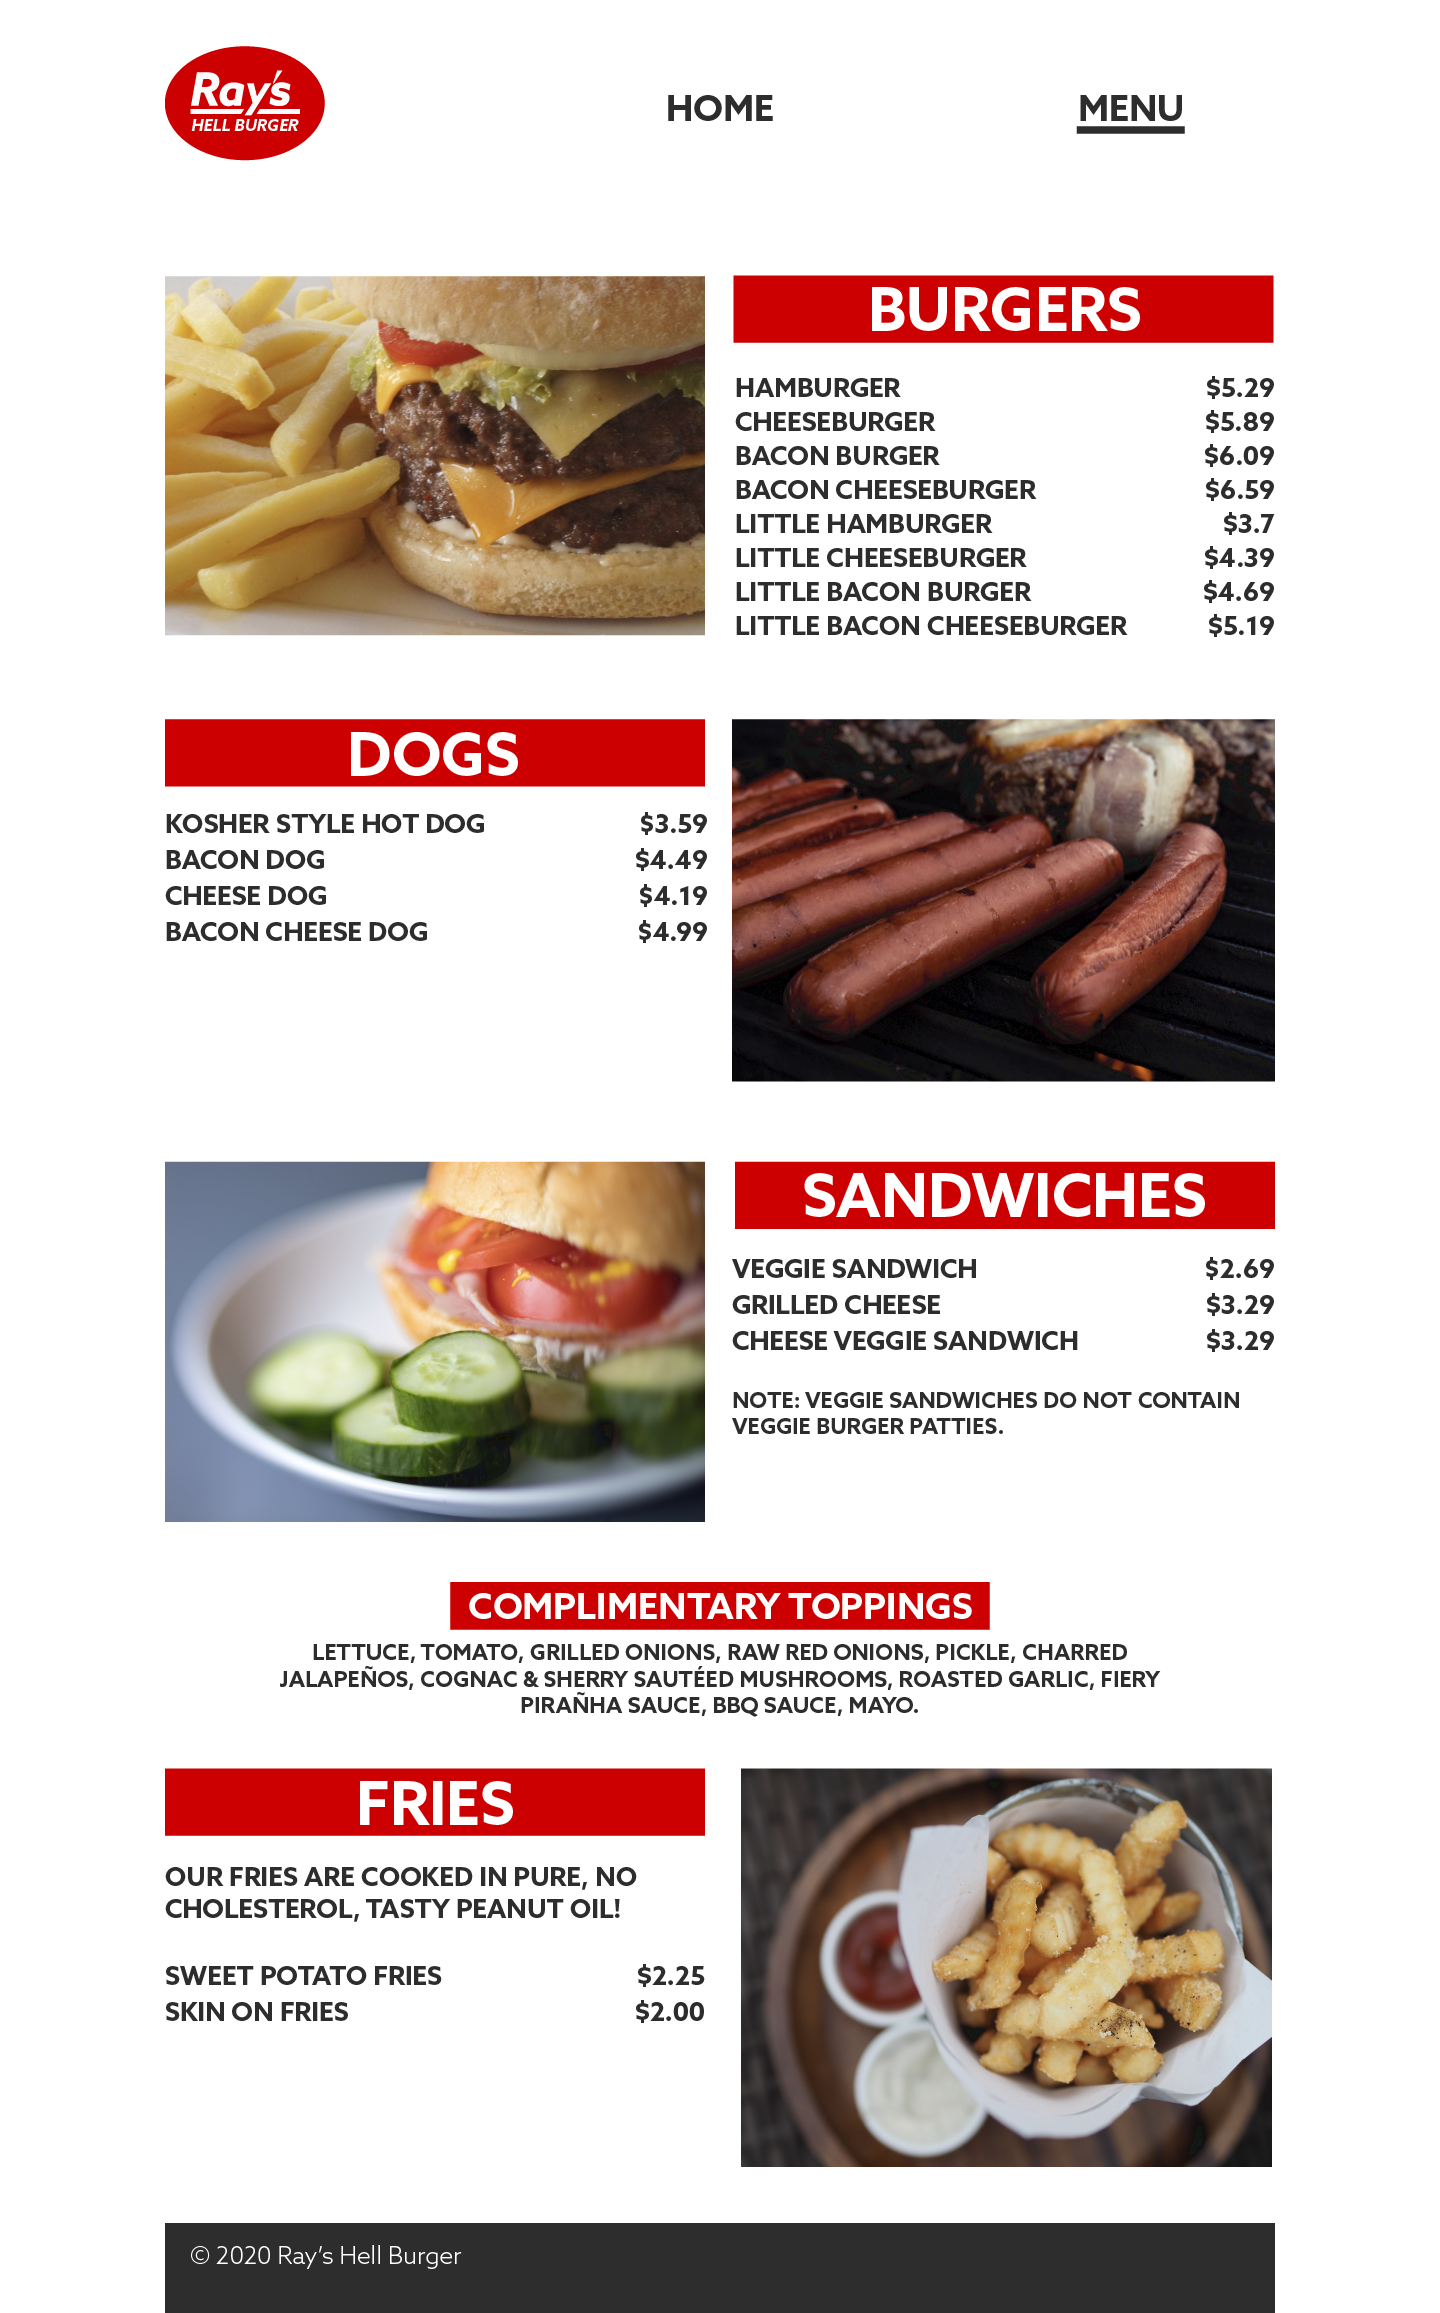 Ray's
HELL BURGER
HOME
MENU
BURGERS
HAMBURGER $5.29
CHEESEBURGER $5.89
BACON BURGER $6.09
BACON CHEESEBURGER $6.59
LITTLE HAMBURGER $3.7
LITTLE CHEESEBURGER $4.39
LITTLE BACON BURGER $4.69
LITTLE BACON CHEESEBURGER $5.19
DOGS
KOSHER STYLE HOT DOG $3.59
BACON DOG $4.49
CHEESE DOG $4.19
BACON CHEESE DOG $4.99
SANDWICHES
VEGGIE SANDWICH $2.69
GRILLED CHEESE $3.29
CHEESE VEGGIE SANDWICH $3.29
NOTE: VEGGIE SANDWICHES DO NOT CONTAIN
VEGGIE BURGER PATTIES.
COMPLIMENTARY TOPPINGS
LETTUCE, TOMATO, GRILLED ONIONS, RAW RED ONIONS, PICKLE, CHARRED
JALAPEÑOS, COGNAC & SHERRY SAUTÉED MUSHROOMS, ROASTED GARLIC, FIERY
PIRAÑHA SAUCE, BBQ SAUCE, MAYO.
FRIES
OUR FRIES ARE COOKED IN PURE, NO
CHOLESTEROL, TASTY PEANUT OIL!
SWEET POTATO FRIES $2.25
SKIN ON FRIES $2.00
© 2020 Ray's Hell Burger